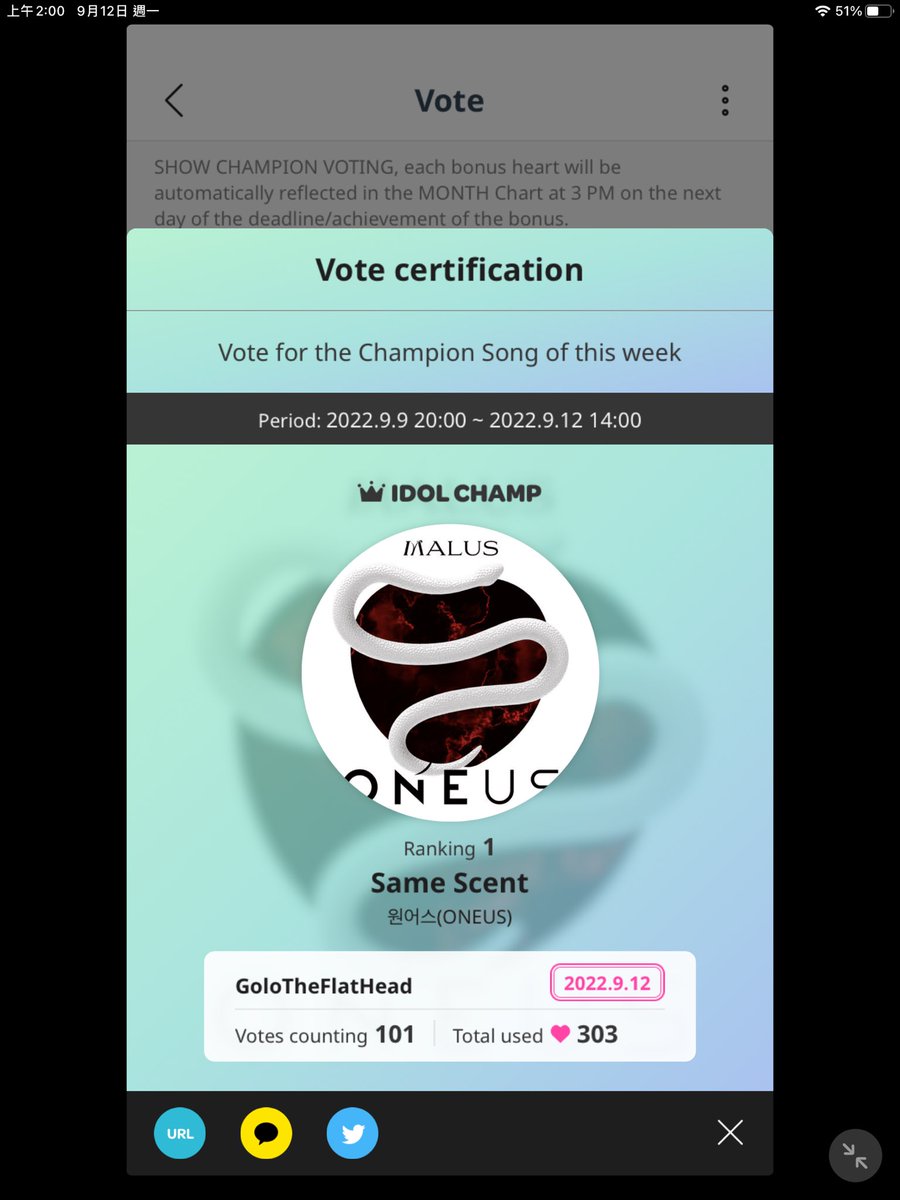 上午2:00 9月12日 週一 51%
Vote
SHOW CHAMPION VOTING, each bonus heart will be
automatically reflected in the MONTH Chart at 3 PM on the next
day of the deadline/achievement of the bonus.
Vote certification
Vote for the Champion Song of this week
Period: 2022.9.9 20:00 ~ 2022.9.12 14:00
IDOL CHAMP
MALUS
ONEUS
Ranking 1
Same Scent
원어스(ONEUS)
GoloTheFlatHead 2022.9.12
Votes counting 101 Total used 303
URL